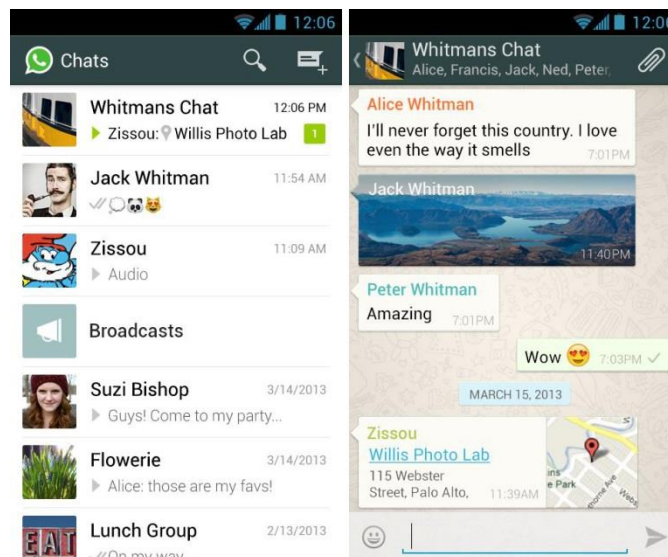 12:06
Chats
Whitmans Chat 12:06 PM
Zissou: Willis Photo Lab 1
Jack Whitman 11:54 AM
Zissou 11:09 AM
Audio
Broadcasts
Suzi Bishop 3/14/2013
Guys! Come to my party...
Flowerie 3/14/2013
Alice: those are my favs!
EAT
Lunch Group 2/13/2013
On my way
12:06
Whitmans Chat
Alice, Francis, Jack, Ned, Peter,
Alice Whitman
I'll never forget this country. I love
even the way it smells 7:01PM
Jack Whitman
11:40PM
Peter Whitman
Amazing 7:01PM
Wow 7:03PM
MARCH 15, 2013
Zissou
Willis Photo Lab
115 Webster
Street, Palo Alto, 11:39AM